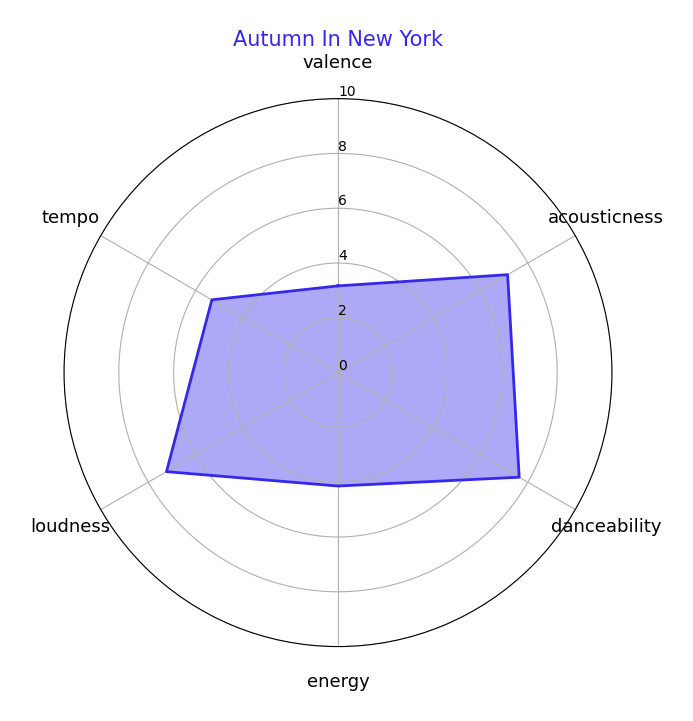 Autumn In New York
valence
10
8
tempo
6
acousticness
4
2
0
loudness
danceability
energy